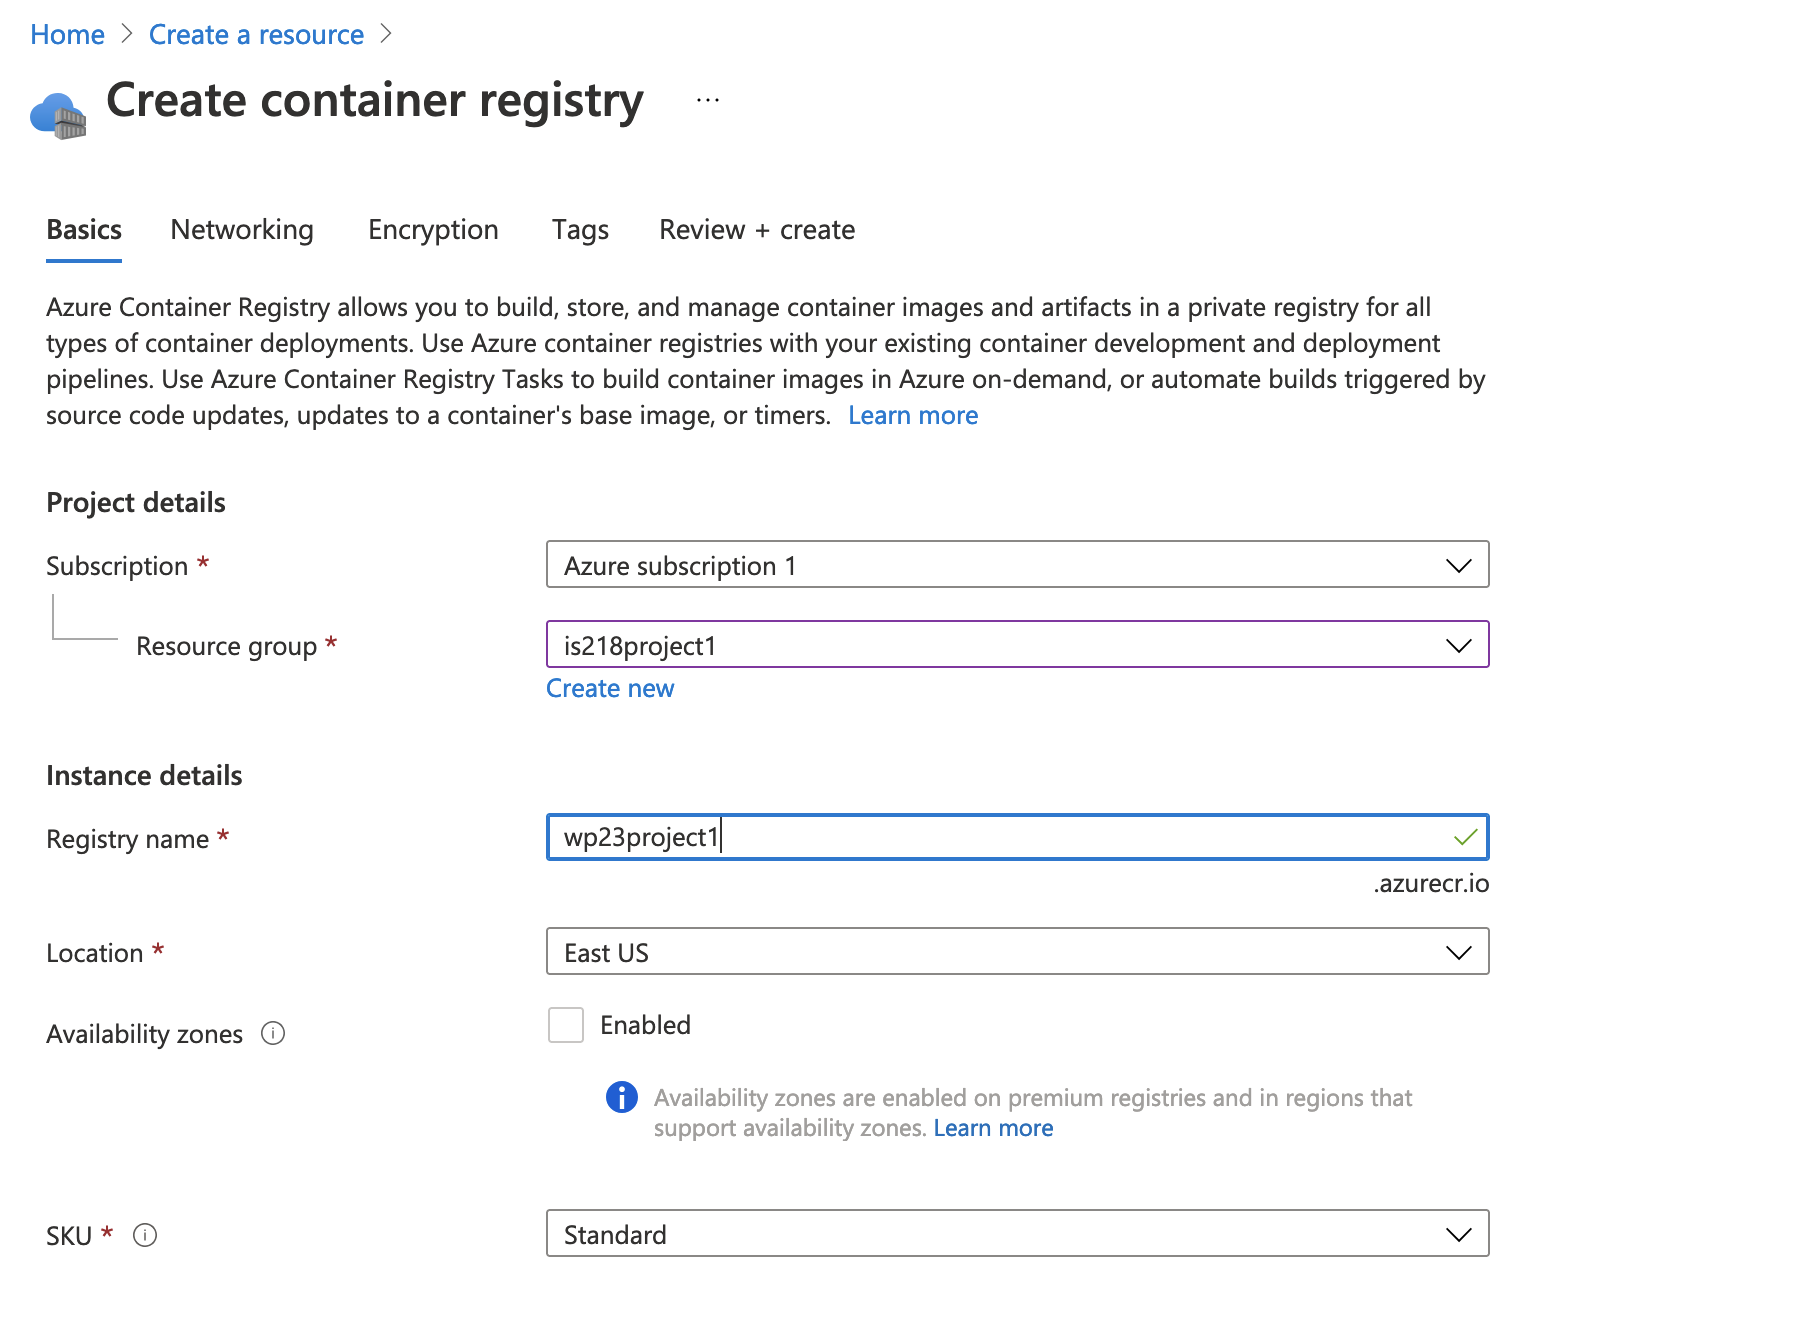 Home > Create a resource >
Create container registry ...
Basics Networking Encryption Tags Review + create
Azure Container Registry allows you to build, store, and manage container images and artifacts in a private registry for all
types of container deployments. Use Azure container registries with your existing container development and deployment
pipelines. Use Azure Container Registry Tasks to build container images in Azure on-demand, or automate builds triggered by
source code updates, updates to a container's base image, or timers. Learn more
Project details
Subscription * Azure subscription 1
Resource group * is218project1
Create new
Instance details
Registry name * wp23project1
.azurecr.io
Location * East US
Availability zones Enabled
Availability zones are enabled on premium registries and in regions that
support availability zones. Learn more
SKU * Standard